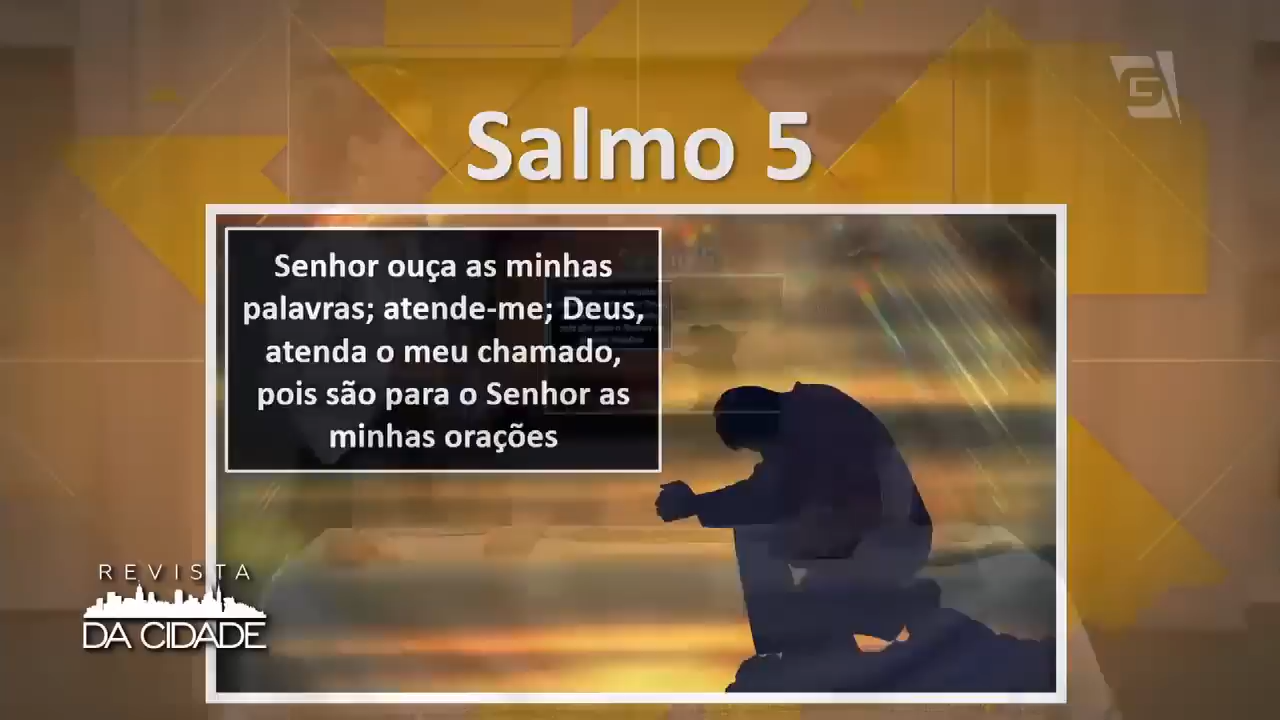 Salmo 5
Senhor ouça as minhas
palavras; atende-me; Deus,
atenda o meu chamado,
pois são para o Senhor as
minhas orações
REVISTA
DA CIDADE